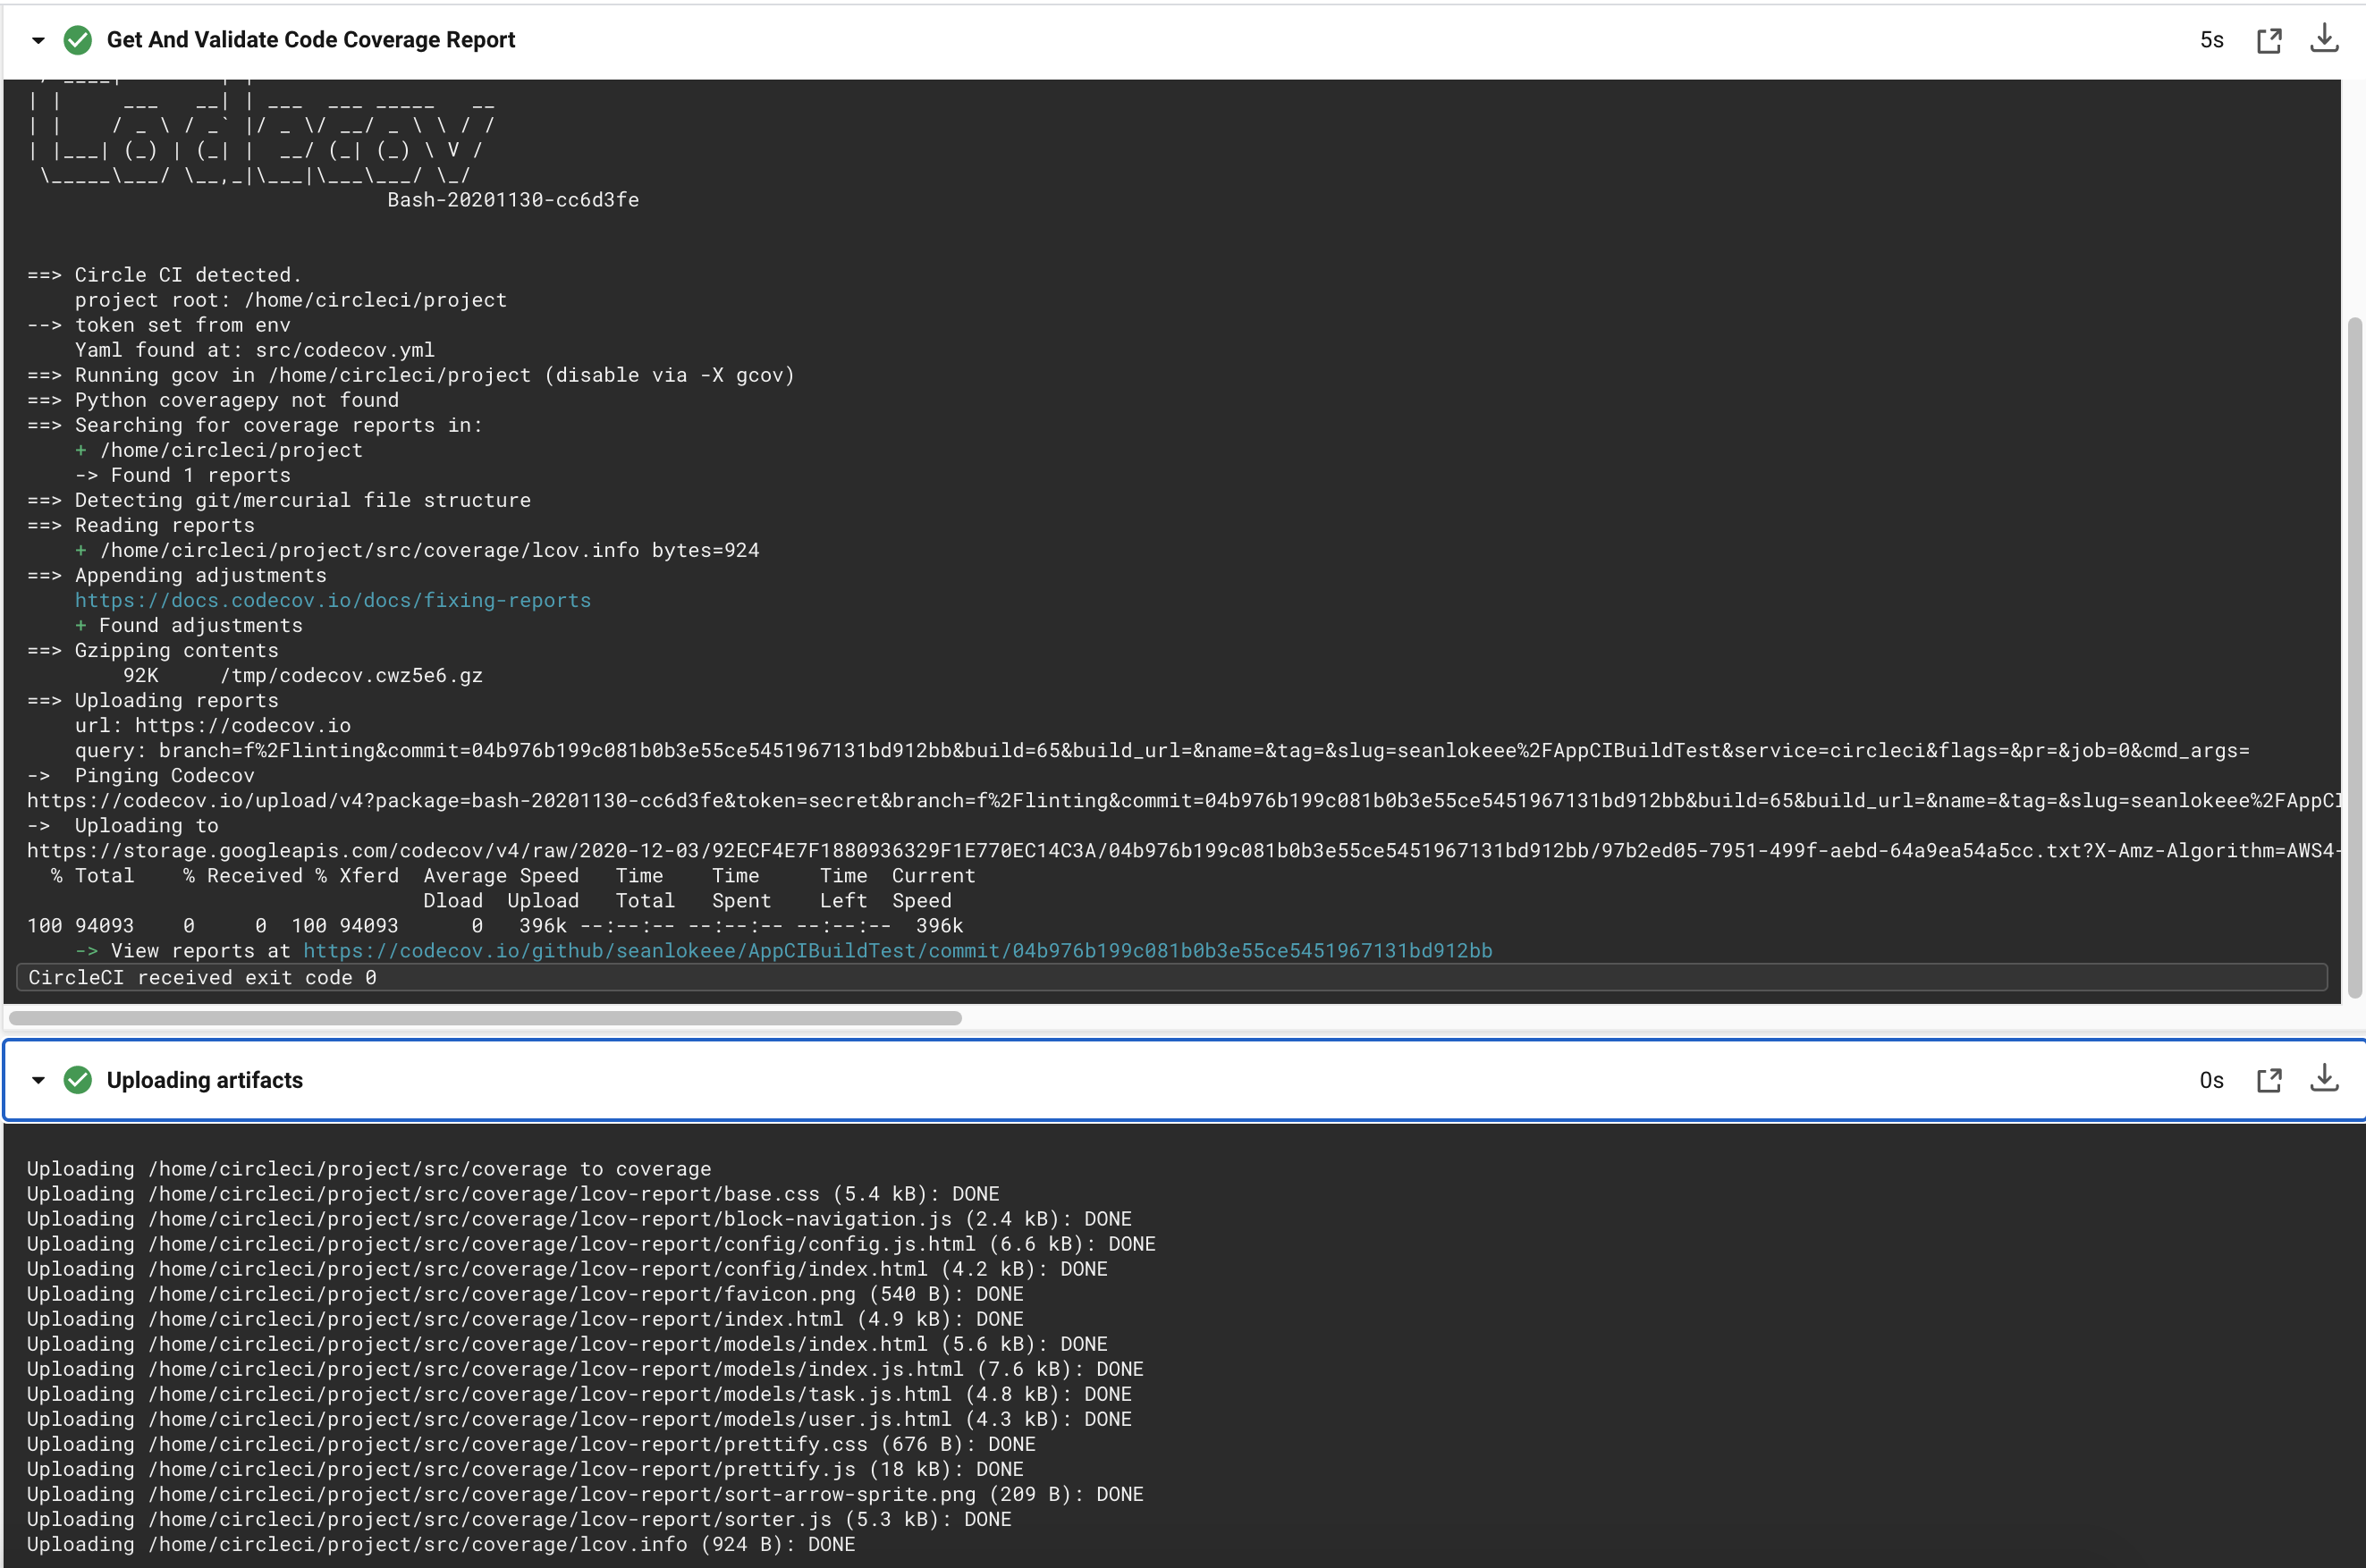 Get And Validate Code Coverage Report 5s
| |     ___   __| | ___  ___ _____   __
| |    / _ \ / _` |/ _ \/ __/ _ \ \ / /
| |___| (_) | (_| |  __/ (_| (_) \ V /
 \_____\___/ \__,_|\___|\___\___/ \_/
                              Bash-20201130-cc6d3fe
==> Circle CI detected.
    project root: /home/circleci/project
--> token set from env
    Yaml found at: src/codecov.yml
==> Running gcov in /home/circleci/project (disable via -X gcov)
==> Python coveragepy not found
==> Searching for coverage reports in:
    + /home/circleci/project
    -> Found 1 reports
==> Detecting git/mercurial file structure
==> Reading reports
    + /home/circleci/project/src/coverage/lcov.info bytes=924
==> Appending adjustments
    https://docs.codecov.io/docs/fixing-reports
    + Found adjustments
==> Gzipping contents
        92K     /tmp/codecov.cwz5e6.gz
==> Uploading reports
    url: https://codecov.io
    query: branch=f%2Flinting&commit=04b976b199c081b0b3e55ce5451967131bd912bb&build=65&build_url=&name=&tag=&slug=seanlokeee%2FAppCIBuildTest&service=circleci&flags=&pr=&job=0&cmd_args=
->  Pinging Codecov
https://codecov.io/upload/v4?package=bash-20201130-cc6d3fe&token=secret&branch=f%2Flinting&commit=04b976b199c081b0b3e55ce5451967131bd912bb&build=65&build_url=&name=&tag=&slug=seanlokeee%2FAppCI
->  Uploading to
https://storage.googleapis.com/codecov/v4/raw/2020-12-03/92ECF4E7F1880936329F1E770EC14C3A/04b976b199c081b0b3e55ce5451967131bd912bb/97b2ed05-7951-499f-aebd-64a9ea54a5cc.txt?X-Amz-Algorithm=AWS4-
  % Total    % Received % Xferd  Average Speed   Time    Time     Time  Current
                                 Dload  Upload   Total   Spent    Left  Speed
100 94093    0     0  100 94093      0   396k --:--:-- --:--:-- --:--:--  396k
    -> View reports at https://codecov.io/github/seanlokeee/AppCIBuildTest/commit/04b976b199c081b0b3e55ce5451967131bd912bb
CircleCI received exit code 0
Uploading artifacts 0s
Uploading /home/circleci/project/src/coverage to coverage
Uploading /home/circleci/project/src/coverage/lcov-report/base.css (5.4 kB): DONE
Uploading /home/circleci/project/src/coverage/lcov-report/block-navigation.js (2.4 kB): DONE
Uploading /home/circleci/project/src/coverage/lcov-report/config/config.js.html (6.6 kB): DONE
Uploading /home/circleci/project/src/coverage/lcov-report/config/index.html (4.2 kB): DONE
Uploading /home/circleci/project/src/coverage/lcov-report/favicon.png (540 B): DONE
Uploading /home/circleci/project/src/coverage/lcov-report/index.html (4.9 kB): DONE
Uploading /home/circleci/project/src/coverage/lcov-report/models/index.html (5.6 kB): DONE
Uploading /home/circleci/project/src/coverage/lcov-report/models/index.js.html (7.6 kB): DONE
Uploading /home/circleci/project/src/coverage/lcov-report/models/task.js.html (4.8 kB): DONE
Uploading /home/circleci/project/src/coverage/lcov-report/models/user.js.html (4.3 kB): DONE
Uploading /home/circleci/project/src/coverage/lcov-report/prettify.css (676 B): DONE
Uploading /home/circleci/project/src/coverage/lcov-report/prettify.js (18 kB): DONE
Uploading /home/circleci/project/src/coverage/lcov-report/sort-arrow-sprite.png (209 B): DONE
Uploading /home/circleci/project/src/coverage/lcov-report/sorter.js (5.3 kB): DONE
Uploading /home/circleci/project/src/coverage/lcov.info (924 B): DONE